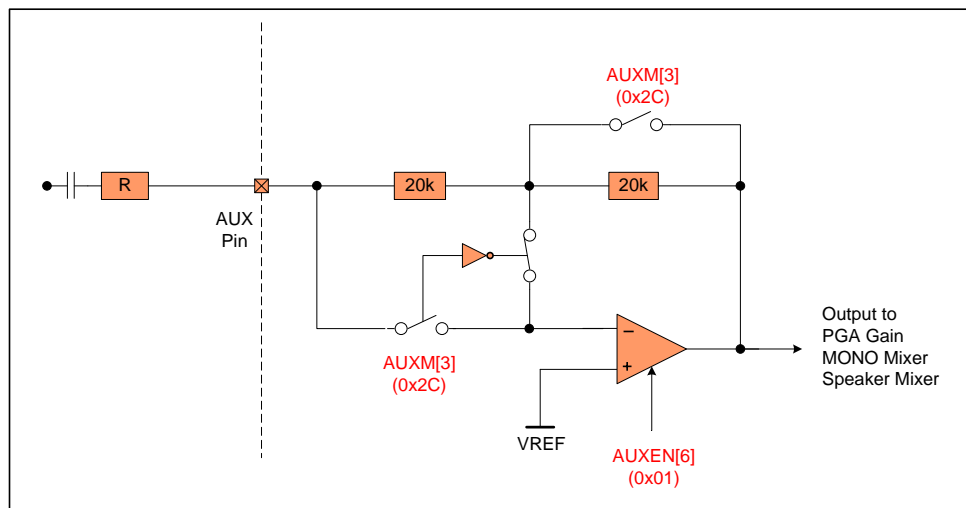 AUXM[3]
(0x2C)
R
20k
20k
AUX
Pin
AUXM[3]
(0x2C)
−
+
VREF
AUXEN[6]
(0x01)
Output to
PGA Gain
MONO Mixer
Speaker Mixer